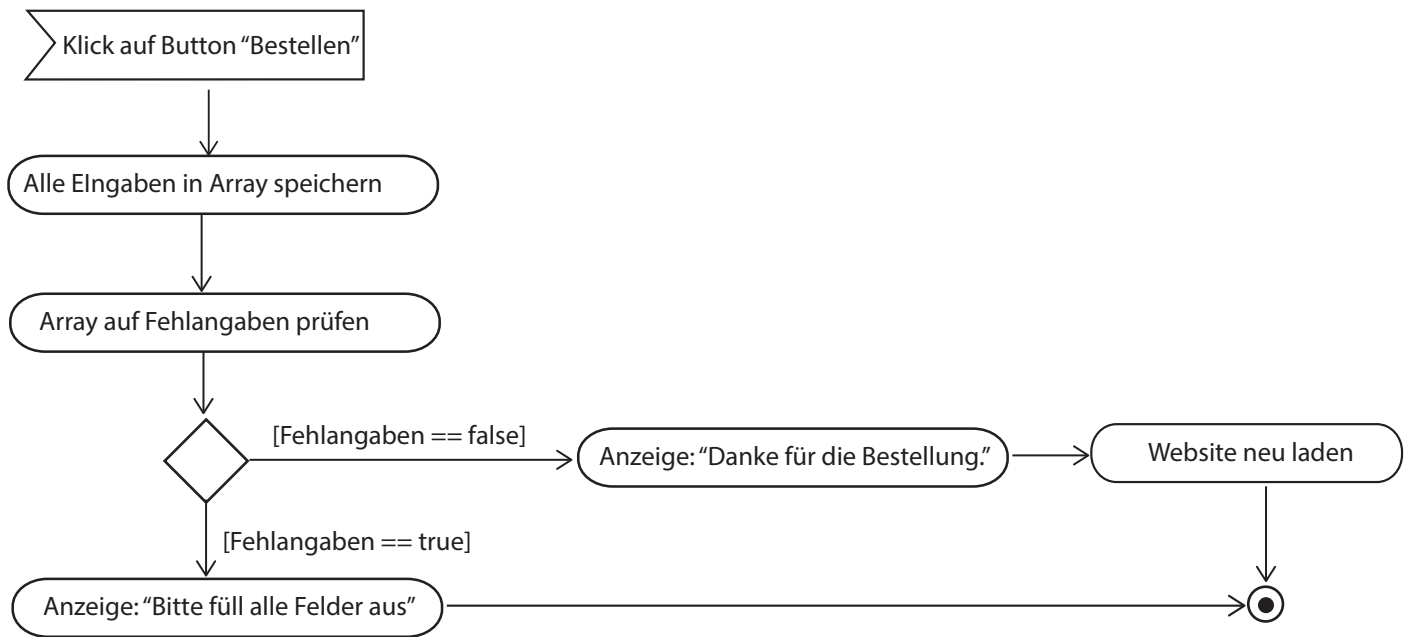 Klick auf Button “Bestellen”
Alle EIngaben in Array speichern
Array auf Fehlangaben prüfen
[Fehlangaben == false]
Anzeige: “Danke für die Bestellung.”
Website neu laden
[Fehlangaben == true]
Anzeige: “Bitte füll alle Felder aus”